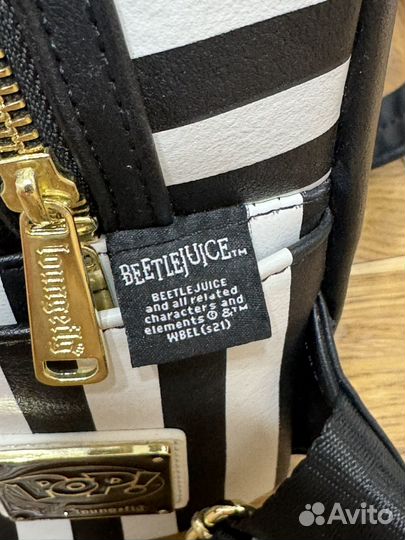 BEETLEJUICE™
BEETLEJUICE
and all related
characters and
elements © &™
WBEI.(s21)
loungefly
POP!
loungefly
Avito